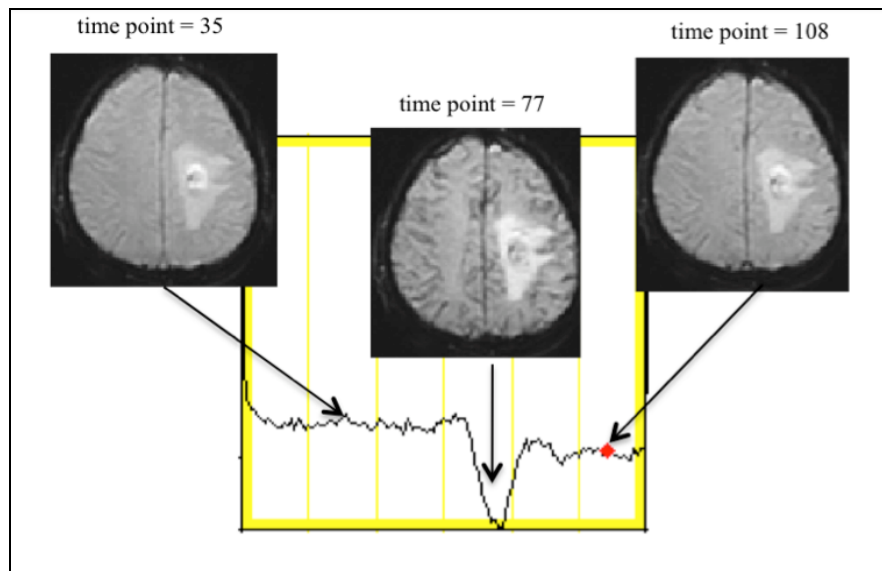 time point = 35
time point = 77
time point = 108